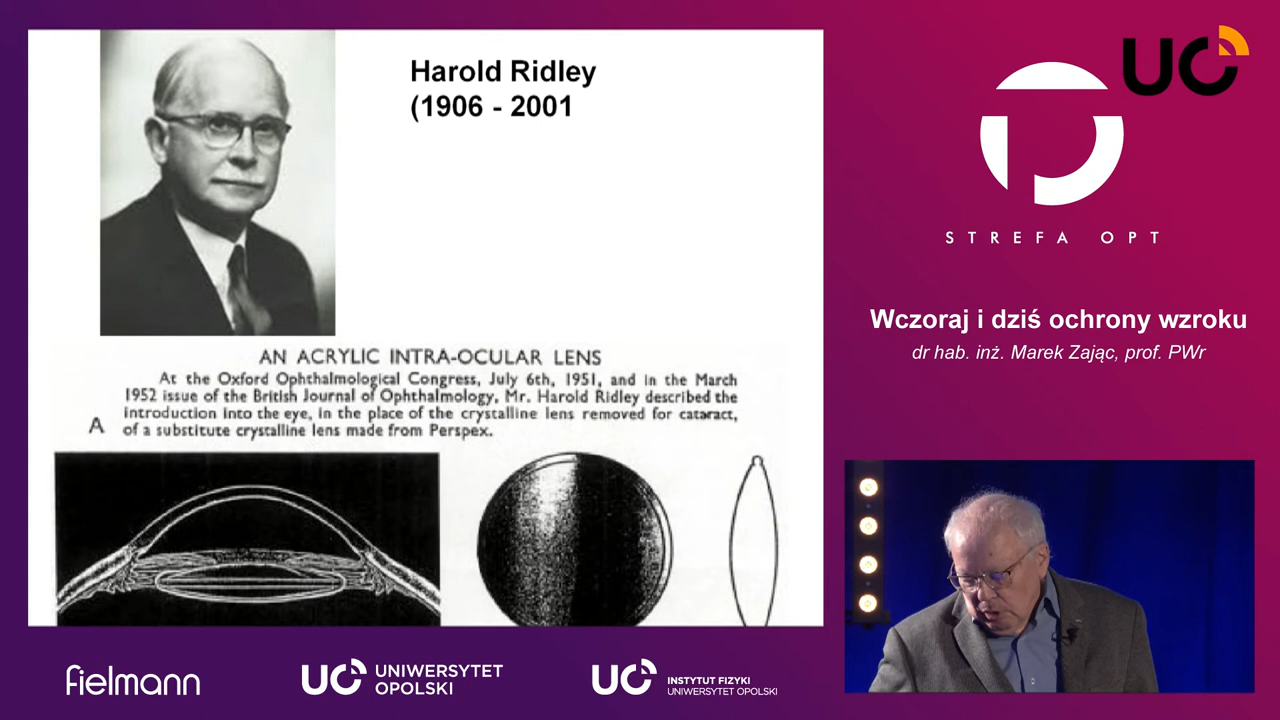 Harold Ridley
(1906 - 2001
AN ACRYLIC INTRA-OCULAR LENS
At the Oxford Ophthalmological Congress, July 6th, 1951, and in the March
1952 issue of the British Journal of Ophthalmology, Mr. Harold Ridley described the
introduction into the eye, in the place of the crystalline lens removed for cataract,
of a substitute crystalline lens made from Perspex.
A
UO
STREFA OPT
Wczoraj i dziś ochrony wzroku
dr hab. inż. Marek Zając, prof. PWr
fielmann
UO UNIWERSYTET
OPOLSKI
UO INSTYTUT FIZYKI
UNIWERSYTET OPOLSKI